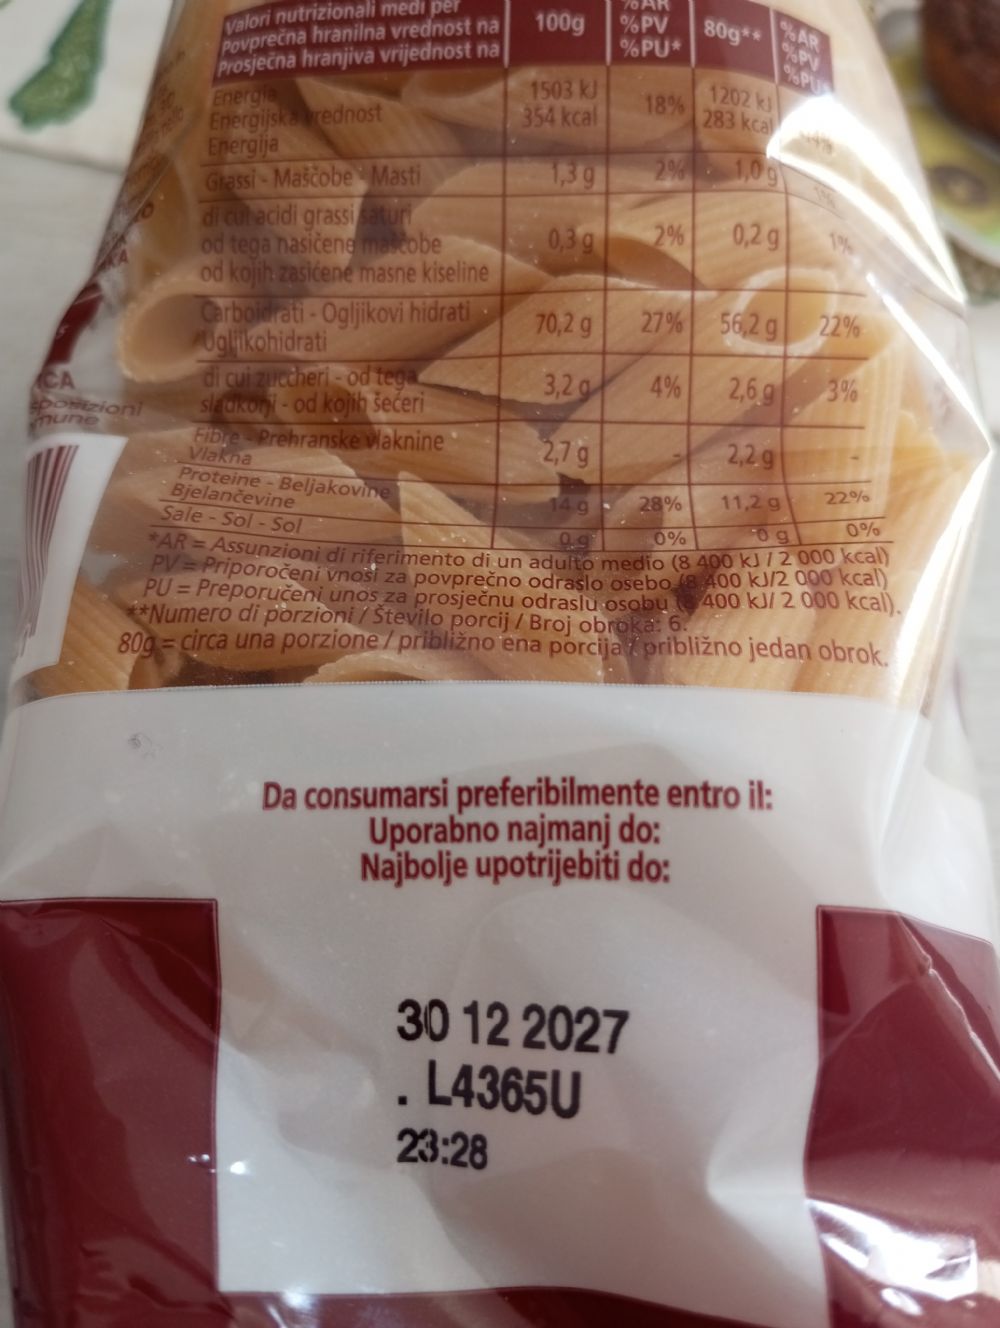 Valori nutrizionali medi per
Povprečna hranilna vrednost na
Prosječna hranjiva vrijednost na
100g
%AR
%PV
%PU*
80g**
%AR
%PV
%PU*
Energia
Energijska vrednost
Energija
1503 kJ
354 kcal
18%
1202 kJ
283 kcal
14%
Grassi - Maščobe - Masti
1,3 g
2%
1,0 g
1%
di cui acidi grassi saturi
od tega nasičene maščobe
od kojih zasićene masne kiseline
0,3 g
2%
0,2 g
1%
Carboidrati - Ogljikovi hidrati
Ugljikohidrati
70,2 g
27%
56,2 g
22%
di cui zuccheri - od tega
sladkorji - od kojih šećeri
3,2 g
4%
2,6 g
3%
Fibre - Prehranske vlaknine
Vlakna
2,7 g
-
2,2 g
-
Proteine - Beljakovine
Bjelančevine
14 g
28%
11,2 g
22%
Sale - Sol - Sol
0 g
0%
0 g
0%
*AR = Assunzioni di riferimento di un adulto medio (8 400 kJ / 2 000 kcal)
PV = Priporočeni vnosi za povprečno odraslo osebo (8 400 kJ/2 000 kcal)
PU = Preporučeni unos za prosječnu odraslu osobu (8 400 kJ/ 2 000 kcal).
**Numero di porzioni / Število porcij / Broj obroka: 6.
80g = circa una porzione / približno ena porcija / približno jedan obrok.
ICA
mune
Da consumarsi preferibilmente entro il:
Uporabno najmanj do:
Najbolje upotrijebiti do:
30 12 2027
. L4365U
23:28